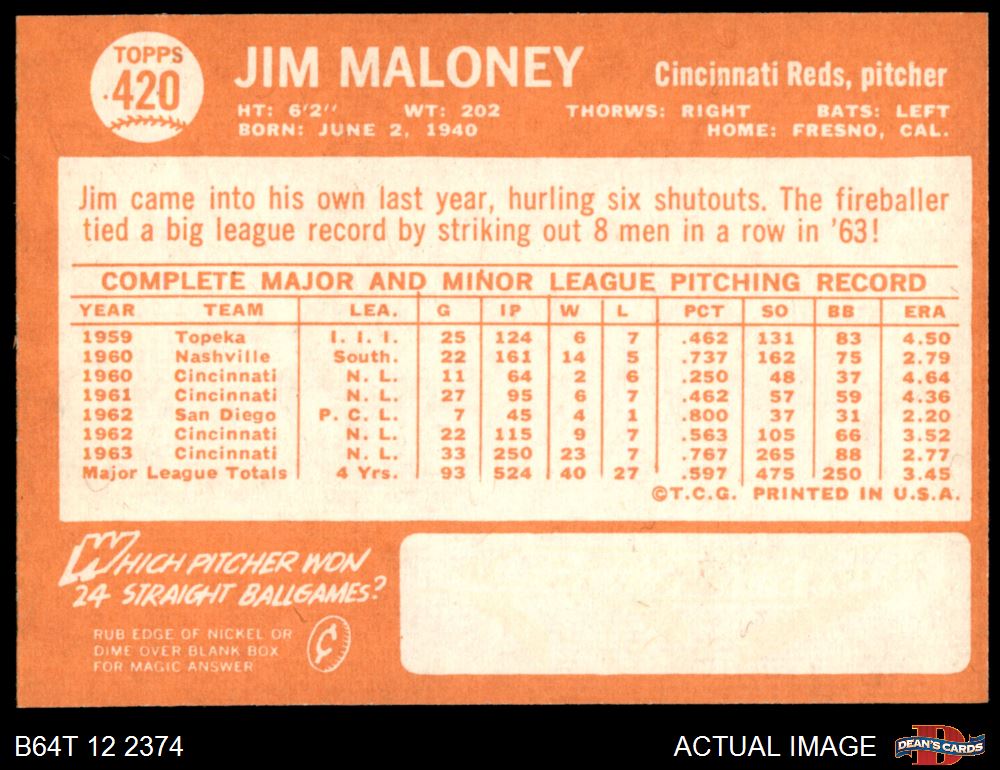 TOPPS
420
JIM MALONEY
Cincinnati Reds, pitcher
HT: 6'2'' WT: 202 THORWS: RIGHT BATS: LEFT
BORN: JUNE 2, 1940 HOME: FRESNO, CAL.
Jim came into his own last year, hurling six shutouts. The fireballer
tied a big league record by striking out 8 men in a row in '63!
COMPLETE MAJOR AND MINOR LEAGUE PITCHING RECORD
YEAR TEAM LEA. G IP W L PCT SO BB ERA
1959 Topeka I. I. I. 25 124 6 7 .462 131 83 4.50
1960 Nashville South. 22 161 14 5 .737 162 75 2.79
1960 Cincinnati N. L. 11 64 2 6 .250 48 37 4.64
1961 Cincinnati N. L. 27 95 6 7 .462 57 59 4.36
1962 San Diego P. C. L. 7 45 4 1 .800 37 31 2.20
1962 Cincinnati N. L. 22 115 9 7 .563 105 66 3.52
1963 Cincinnati N. L. 33 250 23 7 .767 265 88 2.77
Major League Totals 4 Yrs. 93 524 40 27 .597 475 250 3.45
©T.C.G. PRINTED IN U.S.A.
WHICH PITCHER WON
24 STRAIGHT BALLGAMES?
RUB EDGE OF NICKEL OR
DIME OVER BLANK BOX
FOR MAGIC ANSWER
¢
B64T 12 2374
ACTUAL IMAGE
D
DEAN'S CARDS